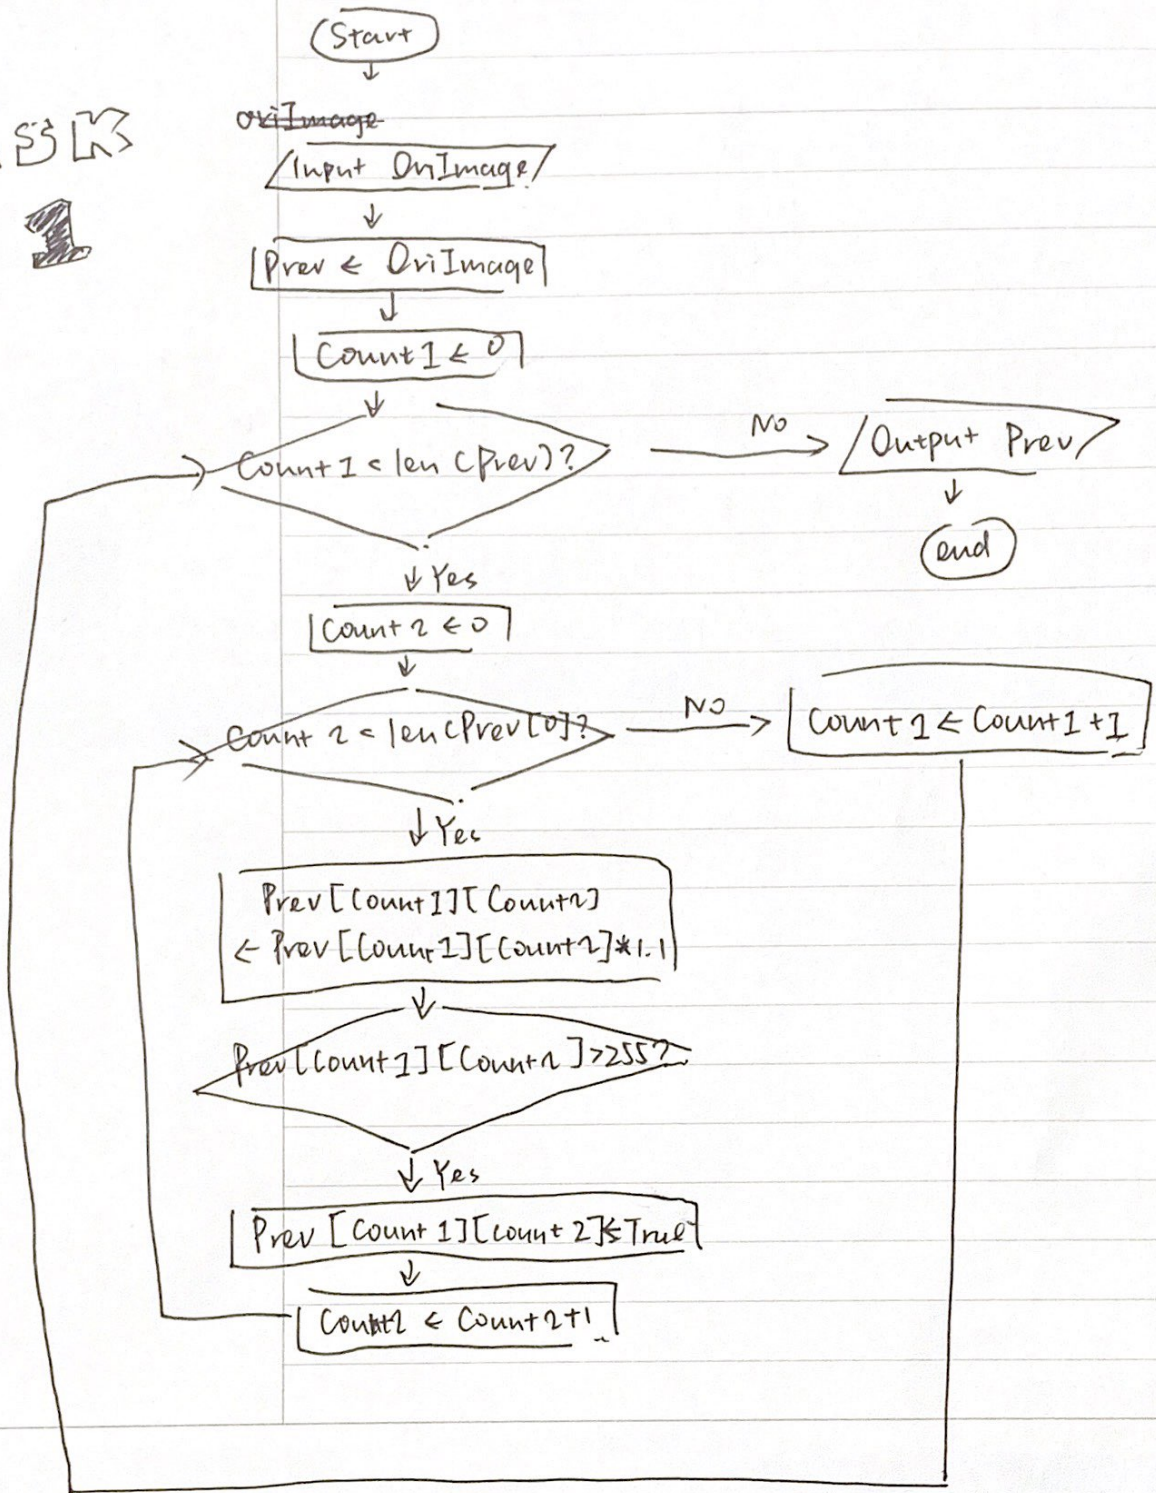 Start
SK
1
oriImage
Input OriImage
Prev ← OriImage
Count1 ← 0
Count1 < len(Prev)?
No
Output Prev
end
Yes
Count2 ← 0
Count2 < len(Prev[0]?
No
Count1 ← Count1+1
Yes
Prev[Count1][Count2]
← Prev[Count1][Count2]*1.1
Prev[Count1][Count2]>255?
Yes
Prev[Count1][Count2]←True
Count2 ← Count2+1